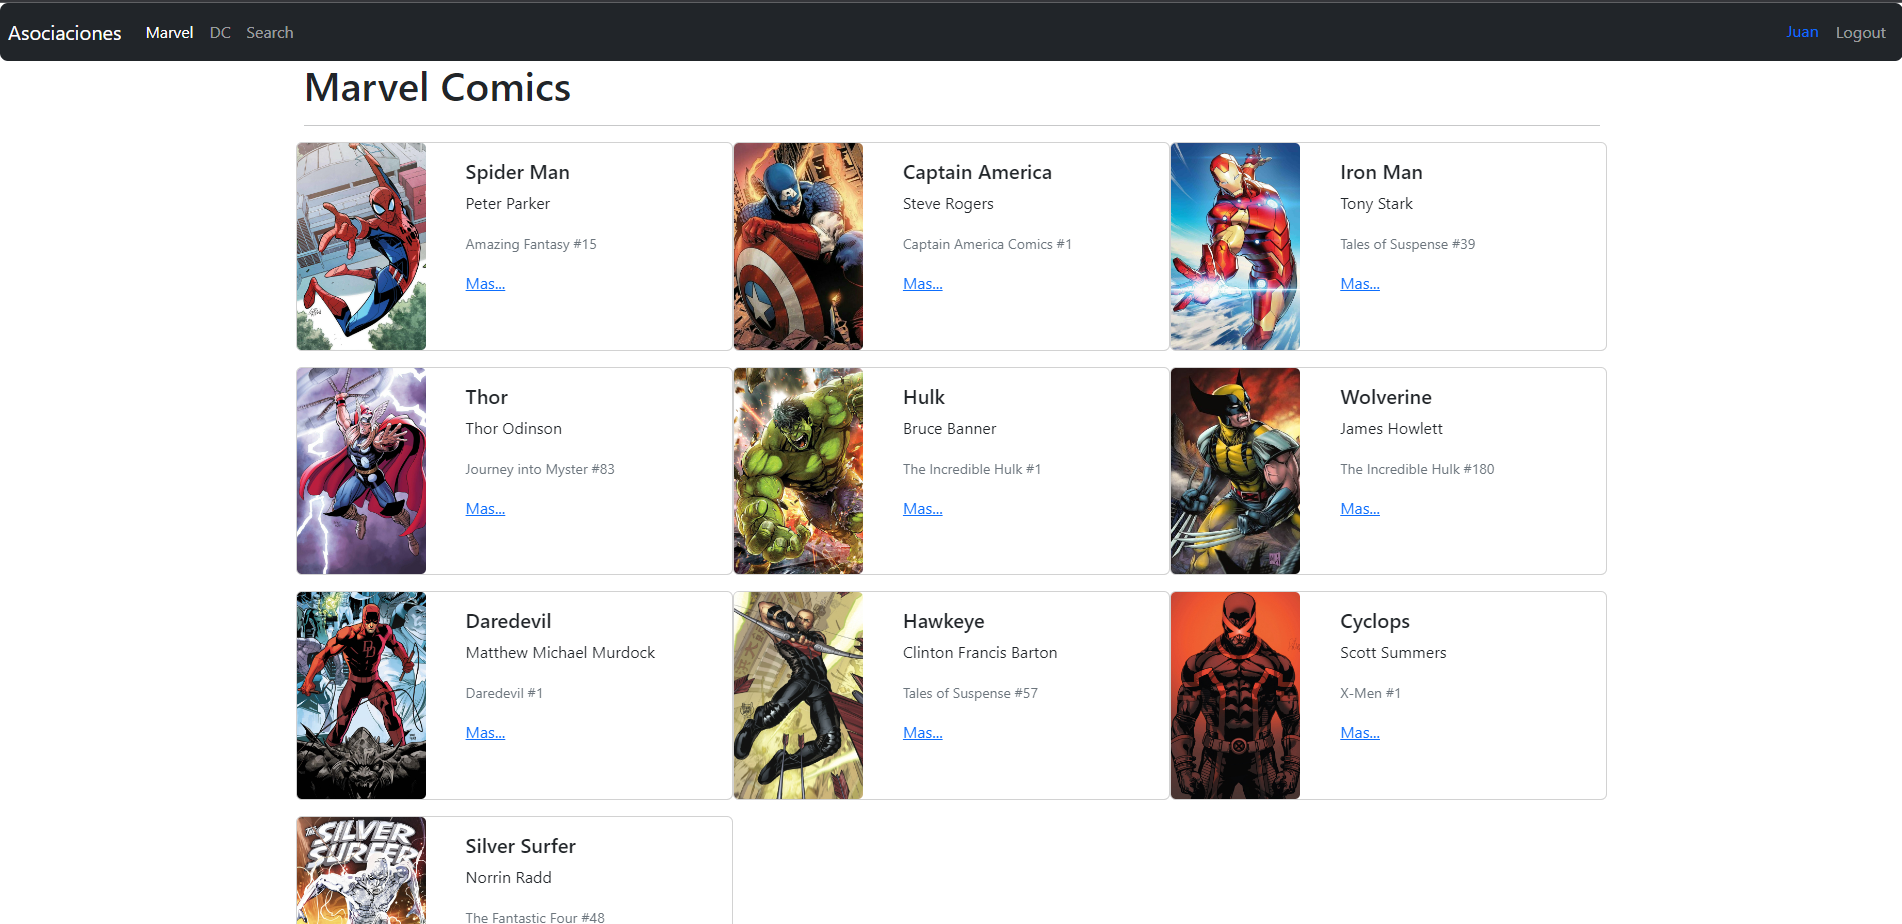 Asociaciones Marvel DC Search Juan Logout
Marvel Comics
Spider Man
Peter Parker
Amazing Fantasy #15
Mas...
Captain America
Steve Rogers
Captain America Comics #1
Mas...
Iron Man
Tony Stark
Tales of Suspense #39
Mas...
Thor
Thor Odinson
Journey into Myster #83
Mas...
Hulk
Bruce Banner
The Incredible Hulk #1
Mas...
Wolverine
James Howlett
The Incredible Hulk #180
Mas...
DD
Daredevil
Matthew Michael Murdock
Daredevil #1
Mas...
Hawkeye
Clinton Francis Barton
Tales of Suspense #57
Mas...
Cyclops
Scott Summers
X-Men #1
Mas...
THE SILVER
SURFER
Silver Surfer
Norrin Radd
The Fantastic Four #48